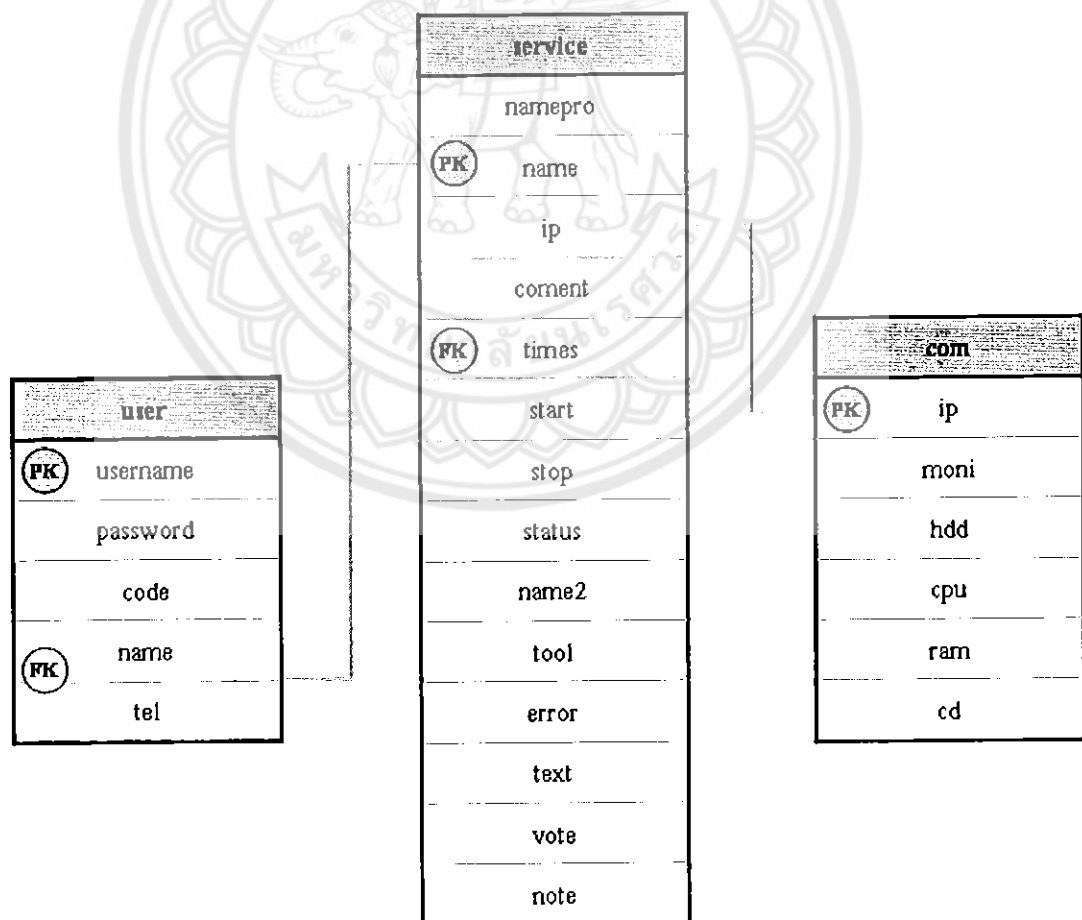 service
namepro
PK name
ip
coment
FK times
start
stop
status
name2
tool
error
text
vote
note
user
PK username
password
code
FK name
tel
com
PK ip
moni
hdd
cpu
ram
cd